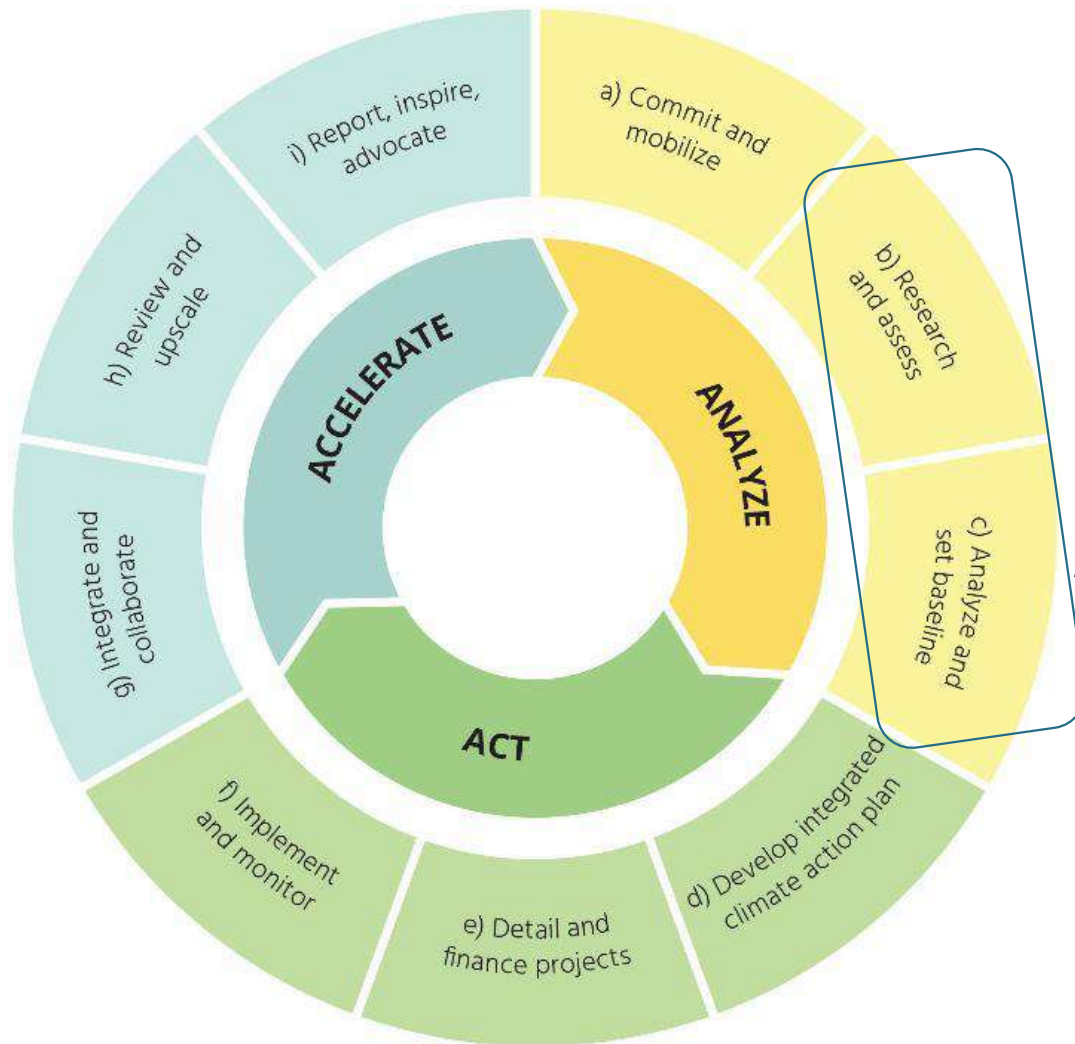 a) Commit and
mobilize
b) Research
and assess
c) Analyze and
set baseline
d) Develop integrated
climate action plan
e) Detail and
finance projects
f) Implement
and monitor
g) Integrate and
collaborate
h) Review and
upscale
i) Report, inspire,
advocate
ANALYZE
ACT
ACCELERATE